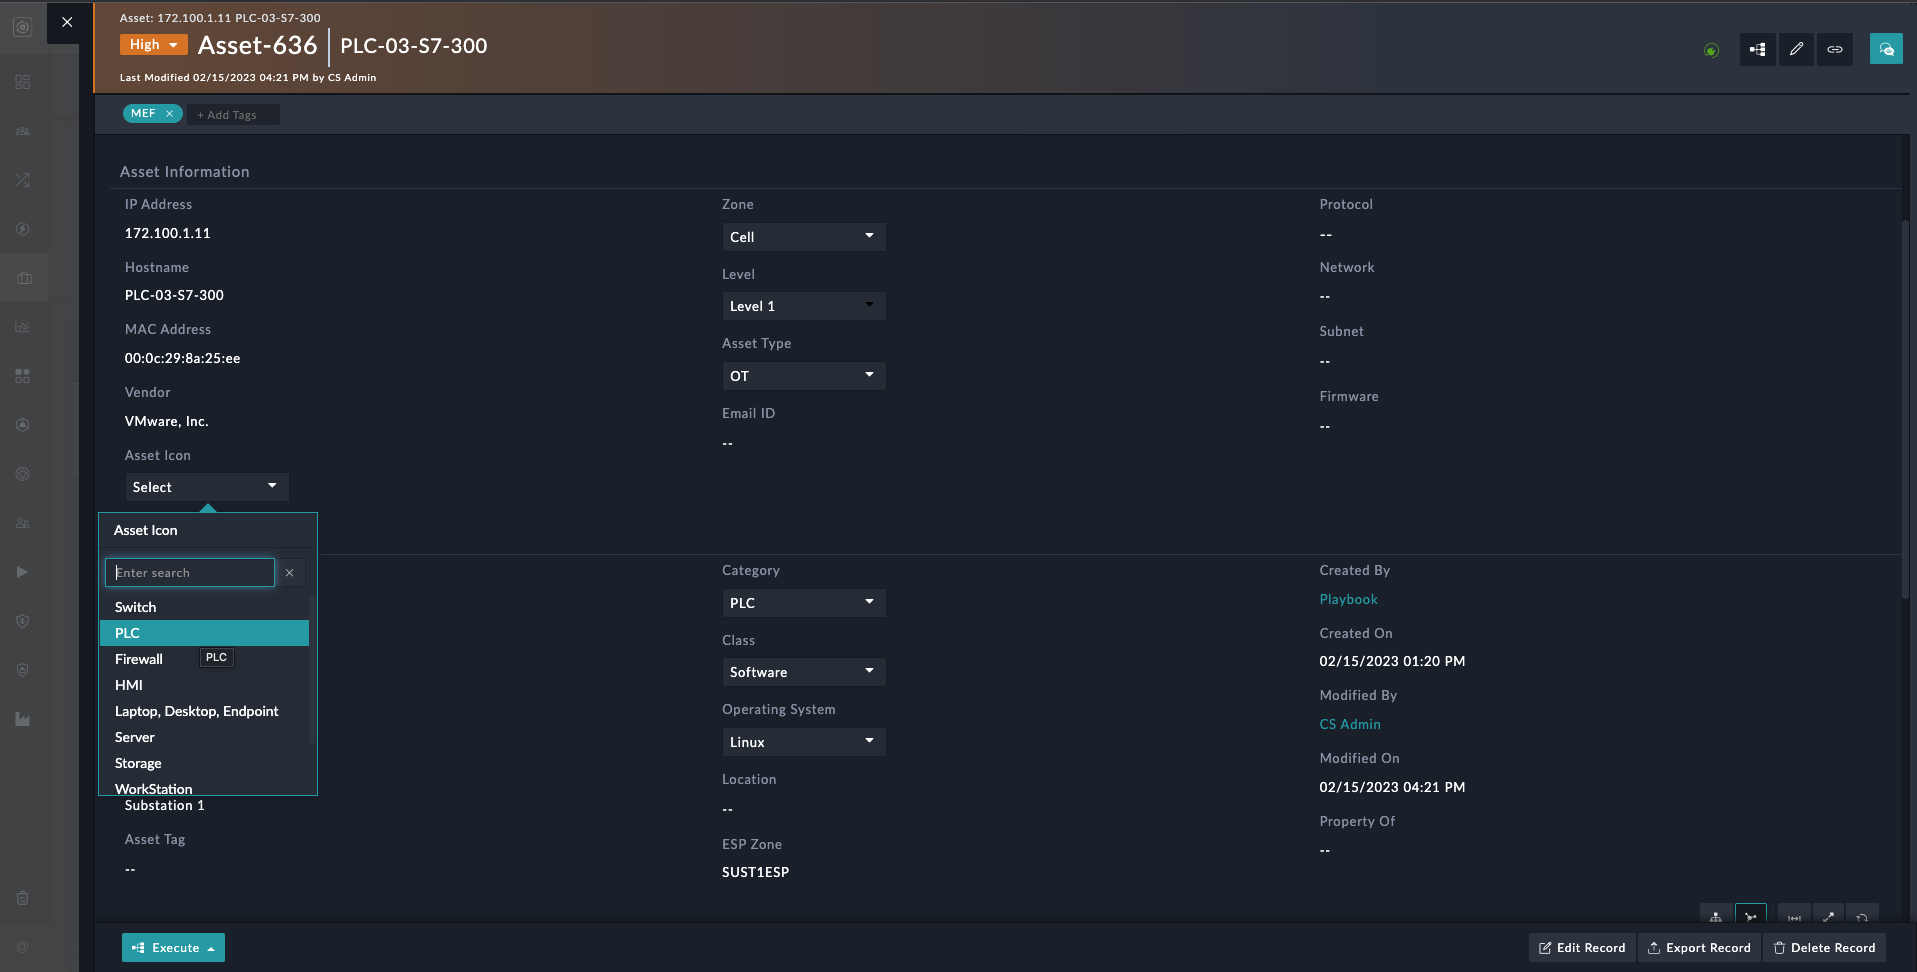 Asset: 172.100.1.11 PLC-03-S7-300
High
Asset-636
PLC-03-S7-300
Last Modified 02/15/2023 04:21 PM by CS Admin
MEF ×
+ Add Tags
Asset Information
IP Address
172.100.1.11
Hostname
PLC-03-S7-300
MAC Address
00:0c:29:8a:25:ee
Vendor
VMware, Inc.
Asset Icon
Select
Asset Icon
Enter search
Switch
PLC
Firewall
PLC
HMI
Laptop, Desktop, Endpoint
Server
Storage
WorkStation
Substation 1
Asset Tag
--
Zone
Cell
Level
Level 1
Asset Type
OT
Email ID
--
Category
PLC
Class
Software
Operating System
Linux
Location
--
ESP Zone
SUST1ESP
Protocol
--
Network
--
Subnet
--
Firmware
--
Created By
Playbook
Created On
02/15/2023 01:20 PM
Modified By
CS Admin
Modified On
02/15/2023 04:21 PM
Property Of
--
Execute
Edit Record
Export Record
Delete Record